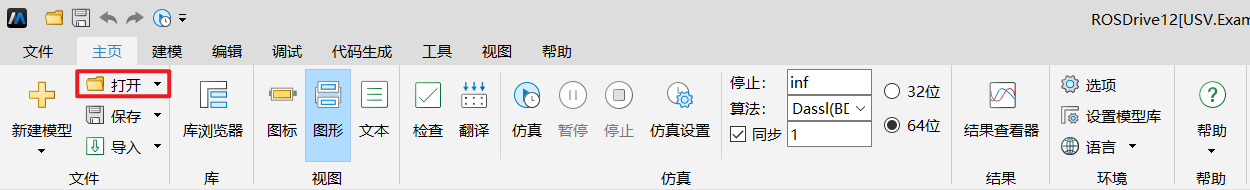 ROSDrive12[USV.Exam
文件 主页 建模 编辑 调试 代码生成 工具 视图 帮助
新建模型
打开
保存
导入
文件
库浏览器
库
图标 图形 文本
视图
检查 翻译 仿真 暂停 停止 仿真设置
停止: inf
算法: Dassl(BD
同步 1
32位
64位
仿真
结果查看器
结果
选项
设置模型库
语言
环境
帮助
帮助